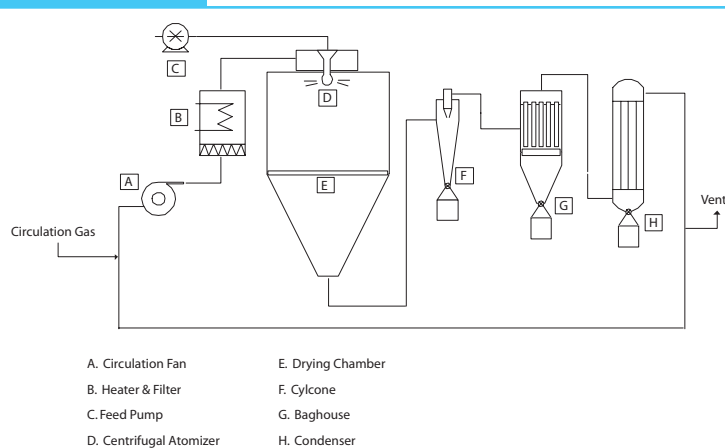 C
D
B
A
E
F
G
H
Vent
Circulation Gas
A. Circulation Fan
B. Heater & Filter
C. Feed Pump
D. Centrifugal Atomizer
E. Drying Chamber
F. Cylcone
G. Baghouse
H. Condenser